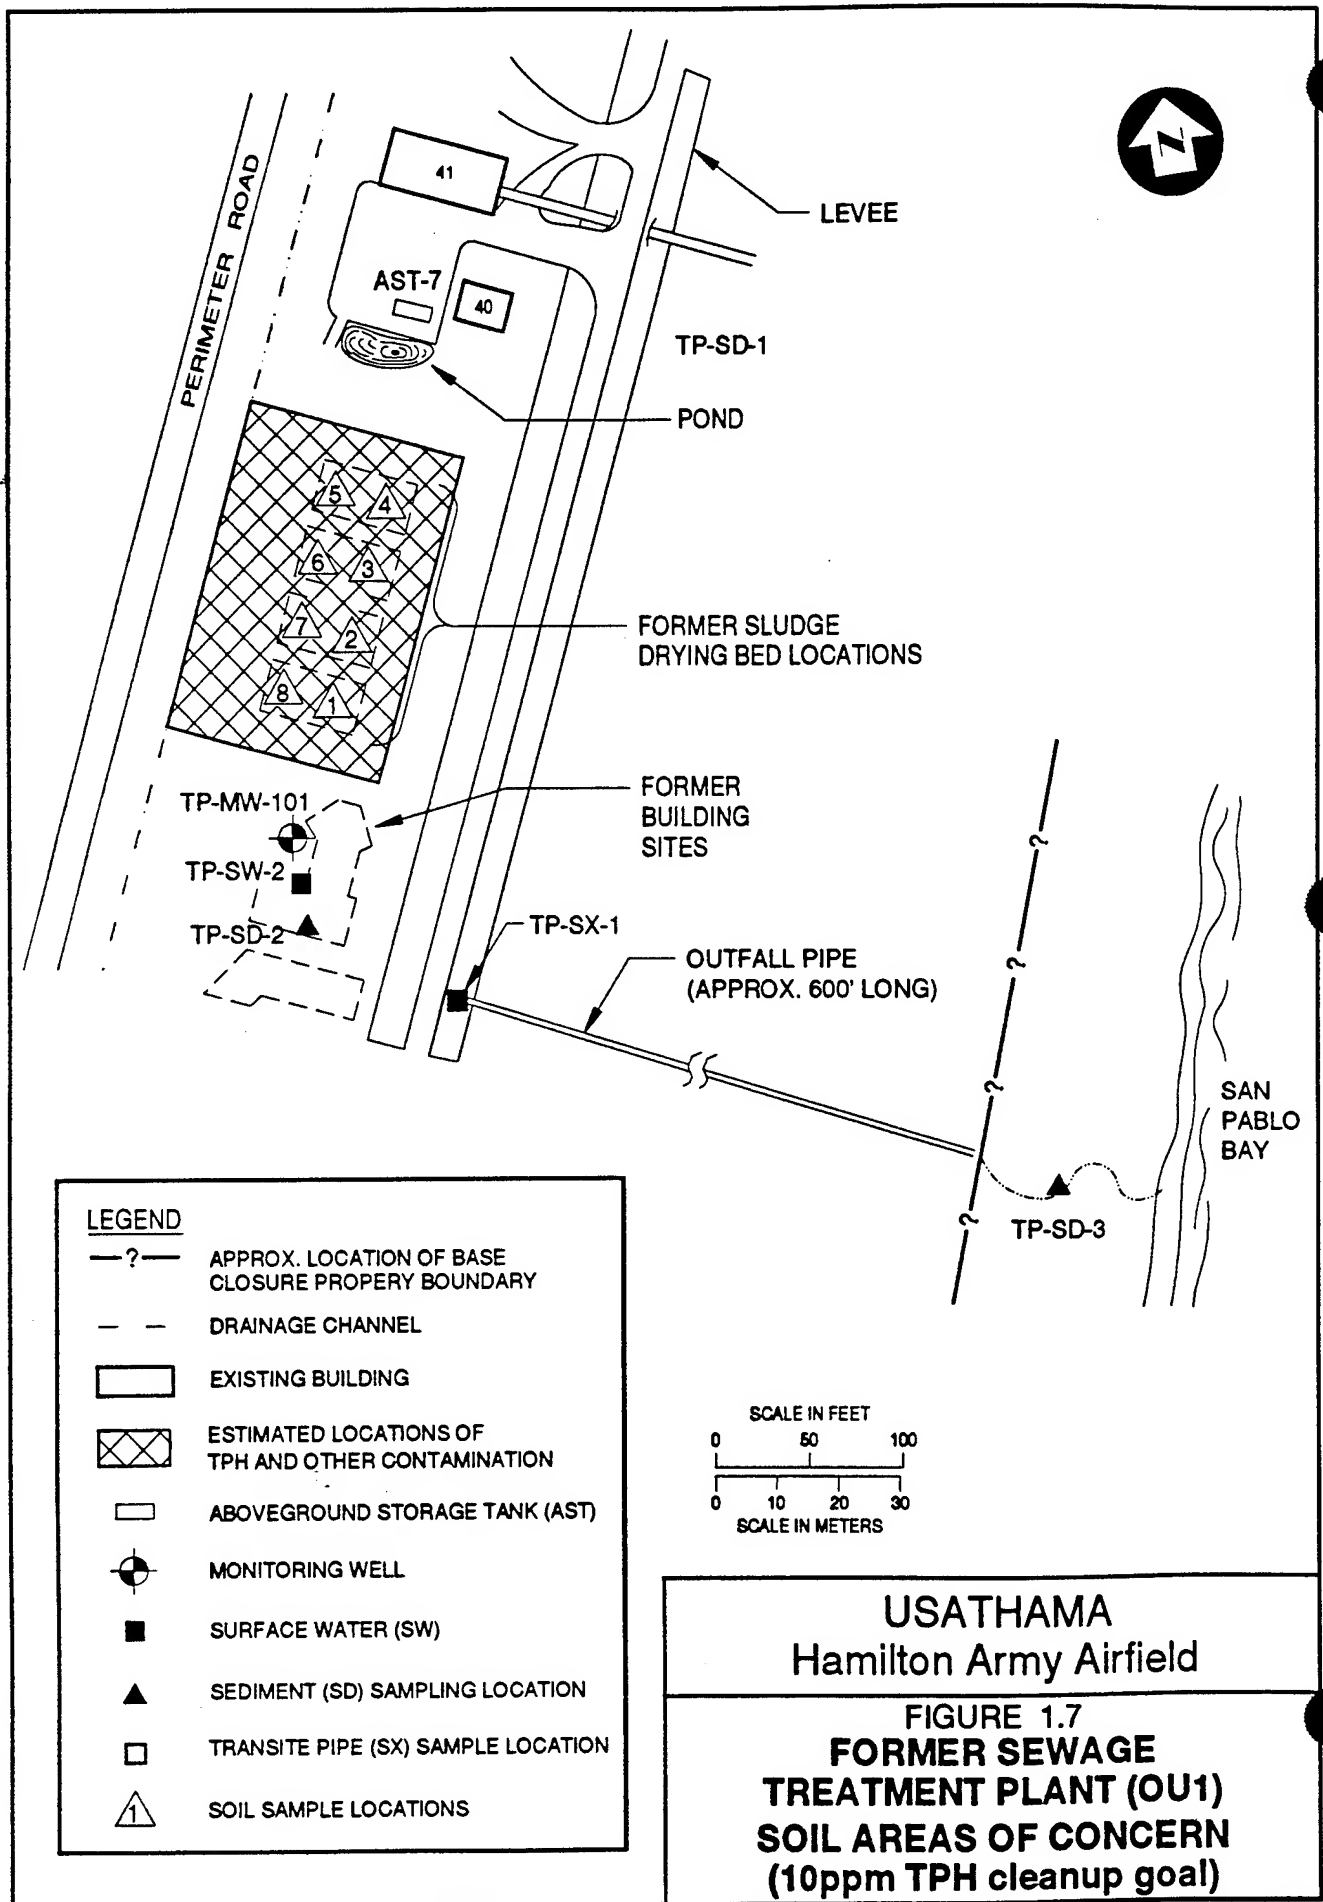 N
41
LEVEE
PERIMETER ROAD
AST-7
40
TP-SD-1
POND
5
4
6
3
7
2
8
1
FORMER SLUDGE
DRYING BED LOCATIONS
TP-MW-101
FORMER
BUILDING
SITES
TP-SW-2
TP-SD-2
TP-SX-1
OUTFALL PIPE
(APPROX. 600' LONG)
?
?
?
?
SAN
PABLO
BAY
TP-SD-3
LEGEND
? APPROX. LOCATION OF BASE
CLOSURE PROPERY BOUNDARY
DRAINAGE CHANNEL
EXISTING BUILDING
ESTIMATED LOCATIONS OF
TPH AND OTHER CONTAMINATION
ABOVEGROUND STORAGE TANK (AST)
MONITORING WELL
SURFACE WATER (SW)
SEDIMENT (SD) SAMPLING LOCATION
TRANSITE PIPE (SX) SAMPLE LOCATION
1 SOIL SAMPLE LOCATIONS
SCALE IN FEET
0 50 100
0 10 20 30
SCALE IN METERS
USATHAMA
Hamilton Army Airfield
FIGURE 1.7
FORMER SEWAGE
TREATMENT PLANT (OU1)
SOIL AREAS OF CONCERN
(10ppm TPH cleanup goal)